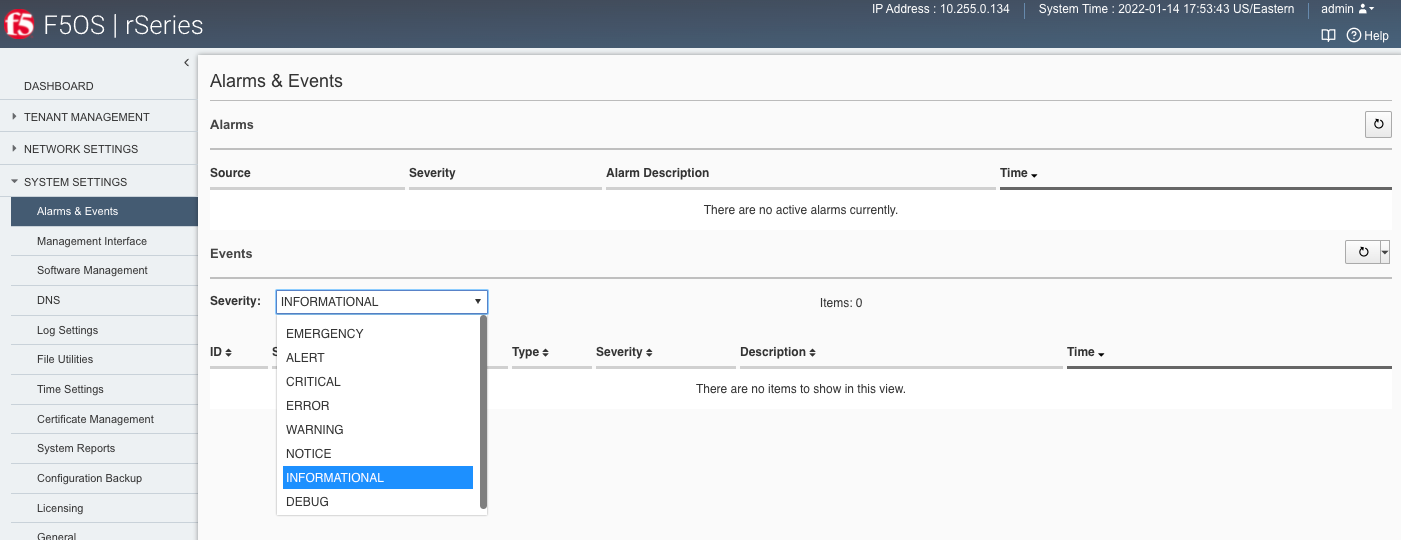 f5 F5OS | rSeries
IP Address : 10.255.0.134 System Time : 2022-01-14 17:53:43 US/Eastern admin
Help
DASHBOARD
TENANT MANAGEMENT
NETWORK SETTINGS
SYSTEM SETTINGS
Alarms & Events
Management Interface
Software Management
DNS
Log Settings
File Utilities
Time Settings
Certificate Management
System Reports
Configuration Backup
Licensing
General
Alarms & Events
Alarms
Source Severity Alarm Description Time
There are no active alarms currently.
Events
Severity: INFORMATIONAL Items: 0
EMERGENCY
ALERT
CRITICAL
ERROR
WARNING
NOTICE
INFORMATIONAL
DEBUG
ID S Type Severity Description Time
There are no items to show in this view.